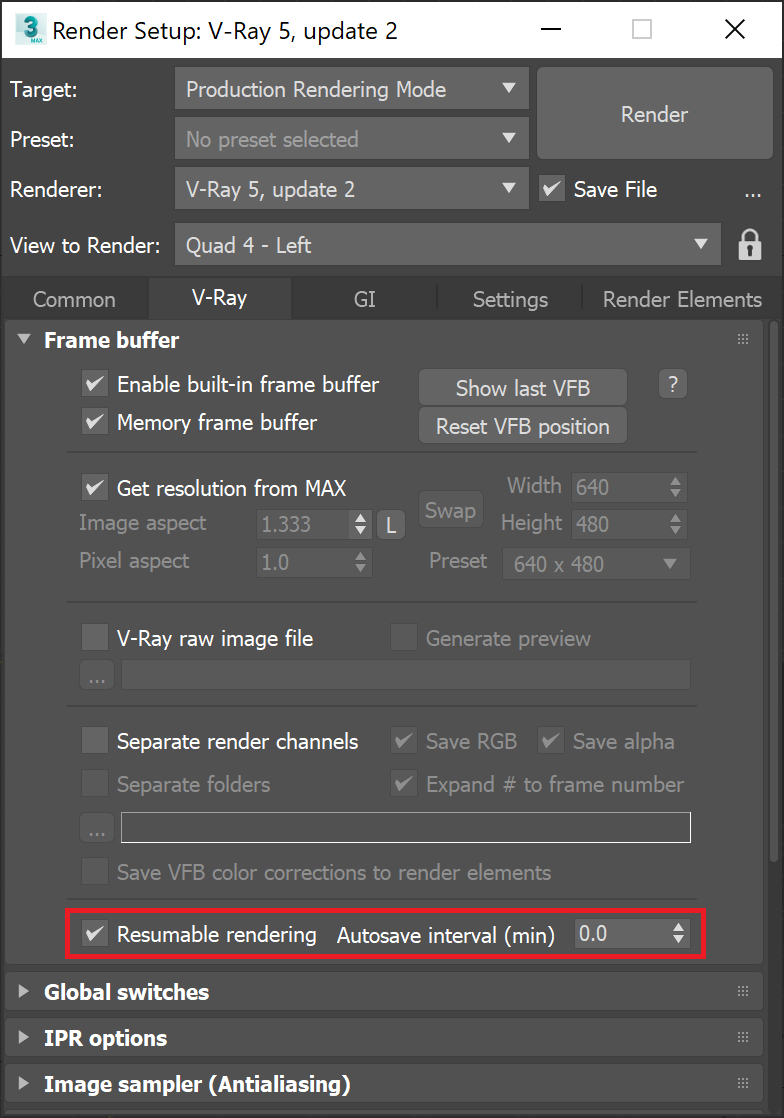 3
MAX
Render Setup: V-Ray 5, update 2
Target:
Production Rendering Mode
Render
Preset:
No preset selected
Renderer:
V-Ray 5, update 2
Save File
...
View to Render:
Quad 4 - Left
Common
V-Ray
GI
Settings
Render Elements
Frame buffer
Enable built-in frame buffer
Show last VFB
?
Memory frame buffer
Reset VFB position
Get resolution from MAX
Width
640
Image aspect
1.333
L
Swap
Height
480
Pixel aspect
1.0
Preset
640 x 480
V-Ray raw image file
Generate preview
...
Separate render channels
Save RGB
Save alpha
Separate folders
Expand # to frame number
...
Save VFB color corrections to render elements
Resumable rendering
Autosave interval (min)
0.0
Global switches
IPR options
Image sampler (Antialiasing)